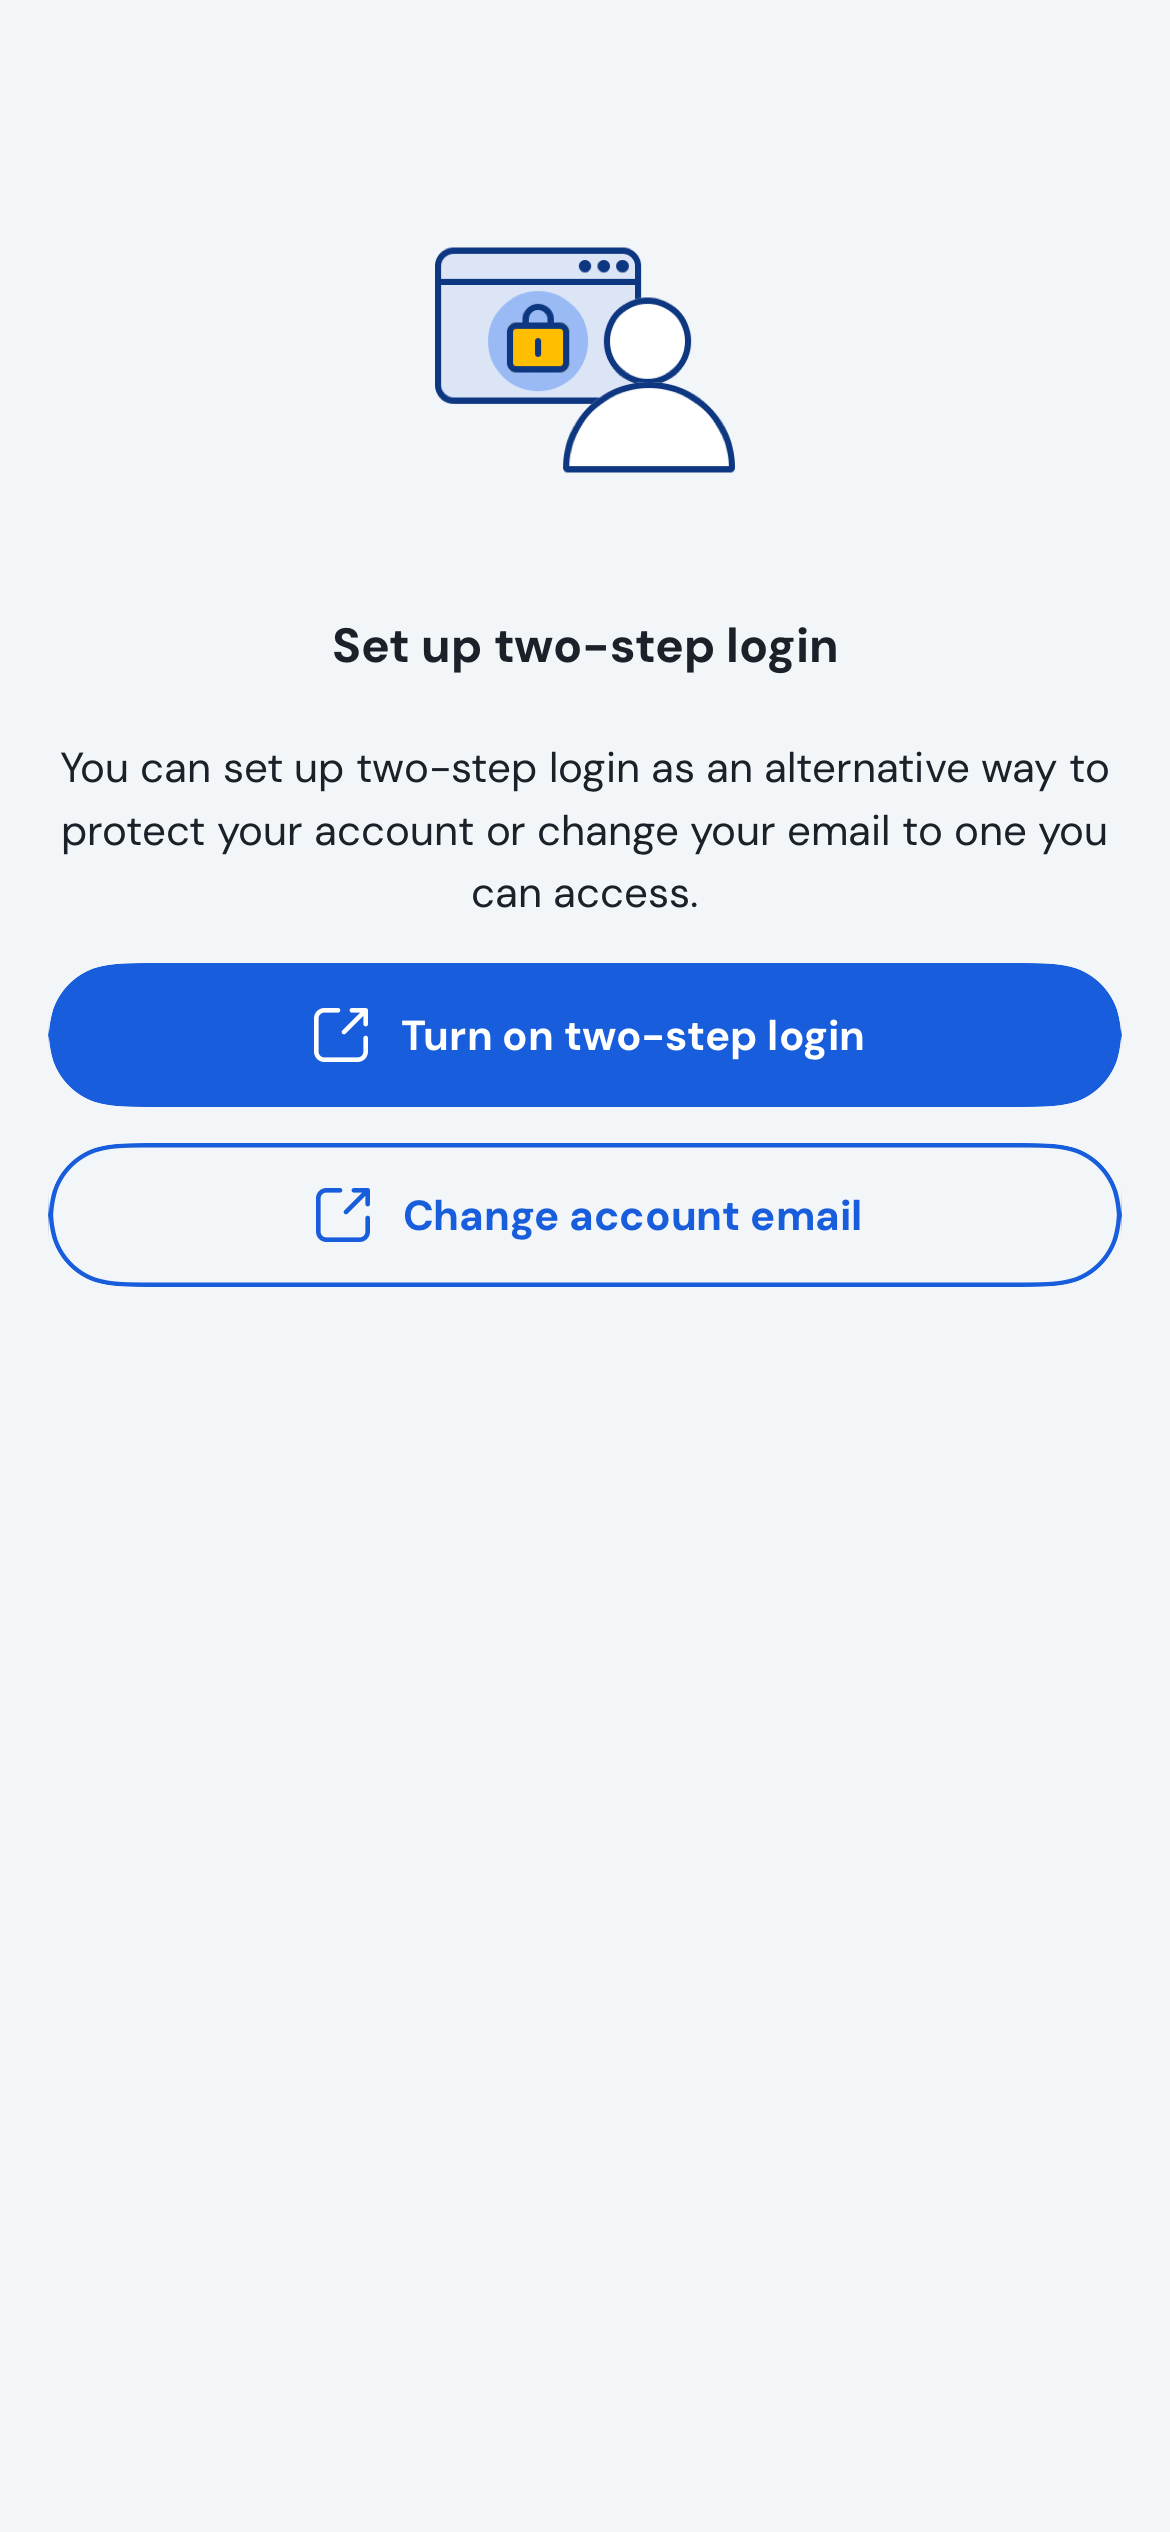 Set up two-step login
You can set up two-step login as an alternative way to
protect your account or change your email to one you
can access.
Turn on two-step login
Change account email